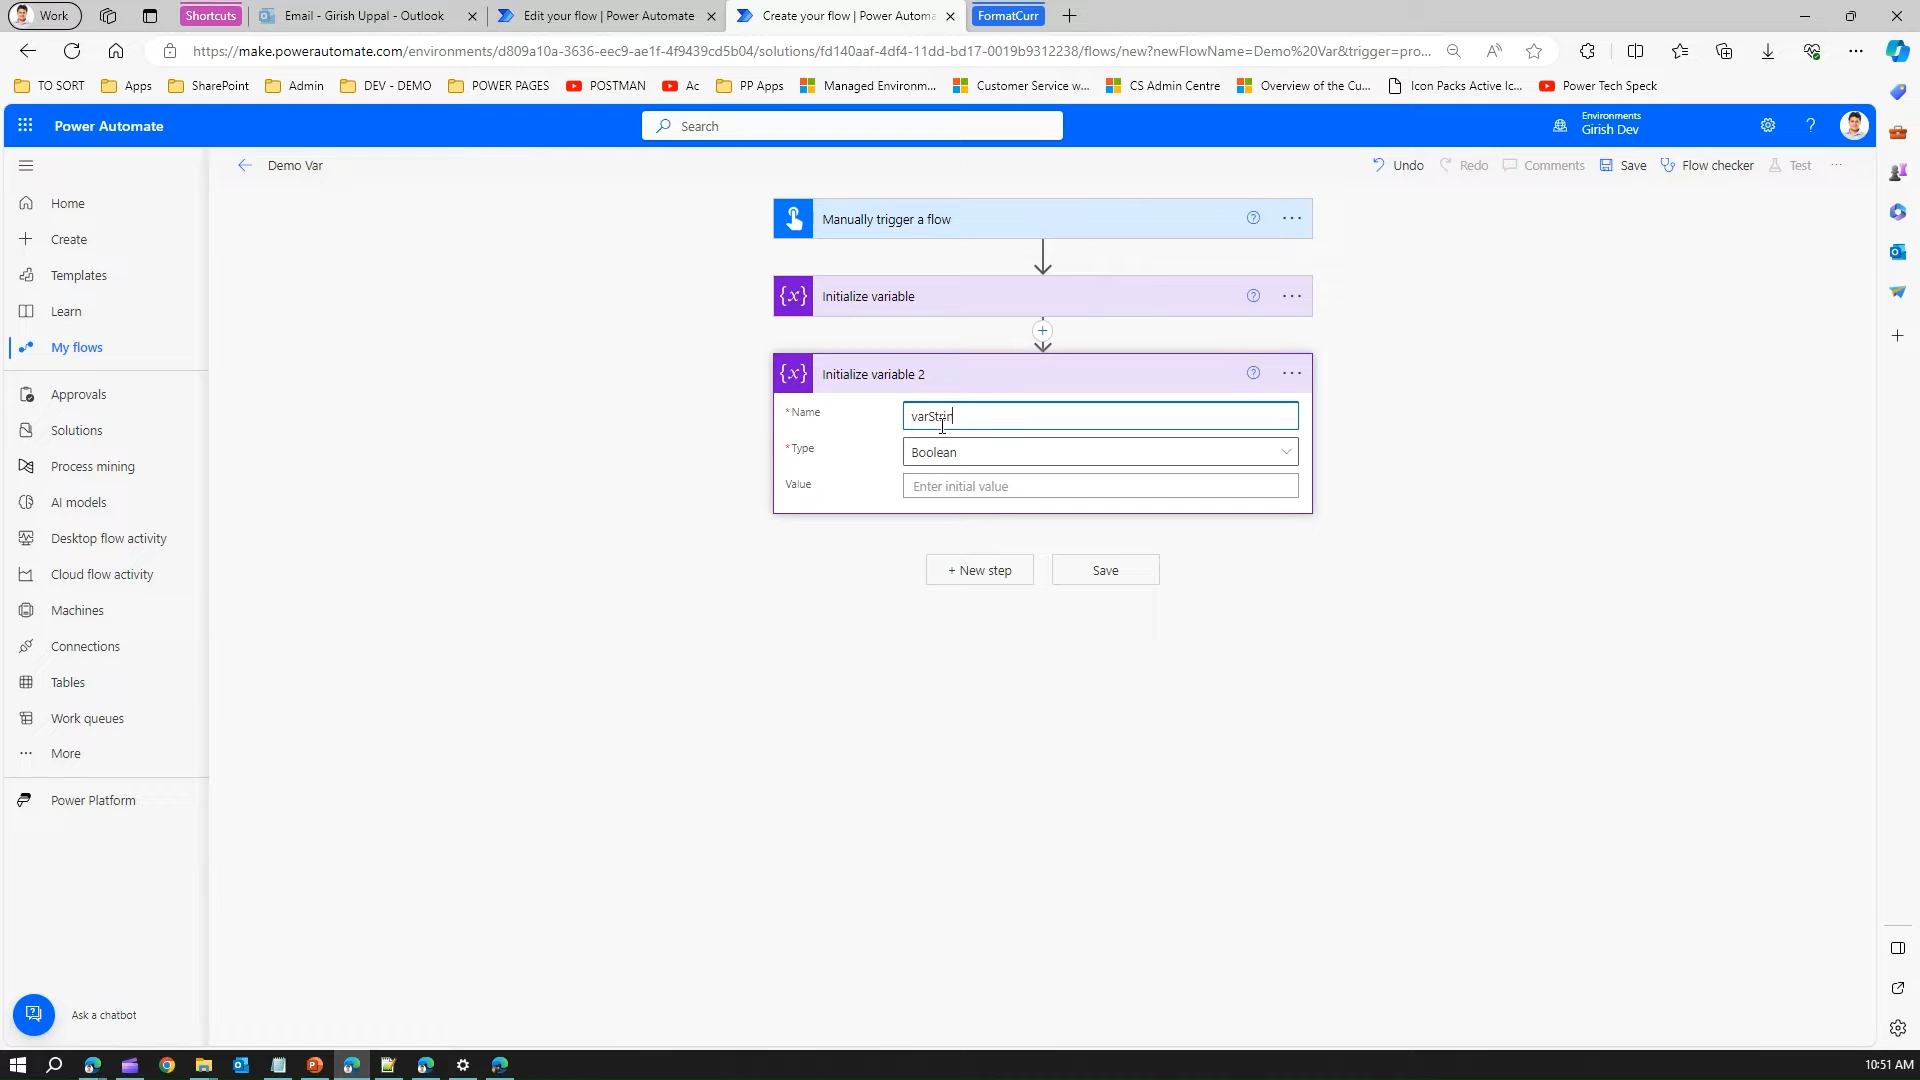 Work
Shortcuts
Email - Girish Uppal - Outlook
Edit your flow | Power Automate
Create your flow | Power Automa
FormatCurr
https://make.powerautomate.com/environments/d809a10a-3636-eec9-ae1f-4f9439cd5b04/solutions/fd140aaf-4df4-11dd-bd17-0019b9312238/flows/new?newFlowName=Demo%20Var&trigger=pro...
TO SORT
Apps
SharePoint
Admin
DEV - DEMO
POWER PAGES
POSTMAN
Ac
PP Apps
Managed Environm...
Customer Service w...
CS Admin Centre
Overview of the Cu...
Icon Packs Active Ic...
Power Tech Speck
Power Automate
Search
Environments
Girish Dev
Demo Var
Undo
Redo
Comments
Save
Flow checker
Test
Home
Create
Templates
Learn
My flows
Approvals
Solutions
Process mining
AI models
Desktop flow activity
Cloud flow activity
Machines
Connections
Tables
Work queues
More
Power Platform
Ask a chatbot
Manually trigger a flow
{x} Initialize variable
{x} Initialize variable 2
* Name
varStrin
* Type
Boolean
Value
Enter initial value
+ New step
Save
10:51 AM